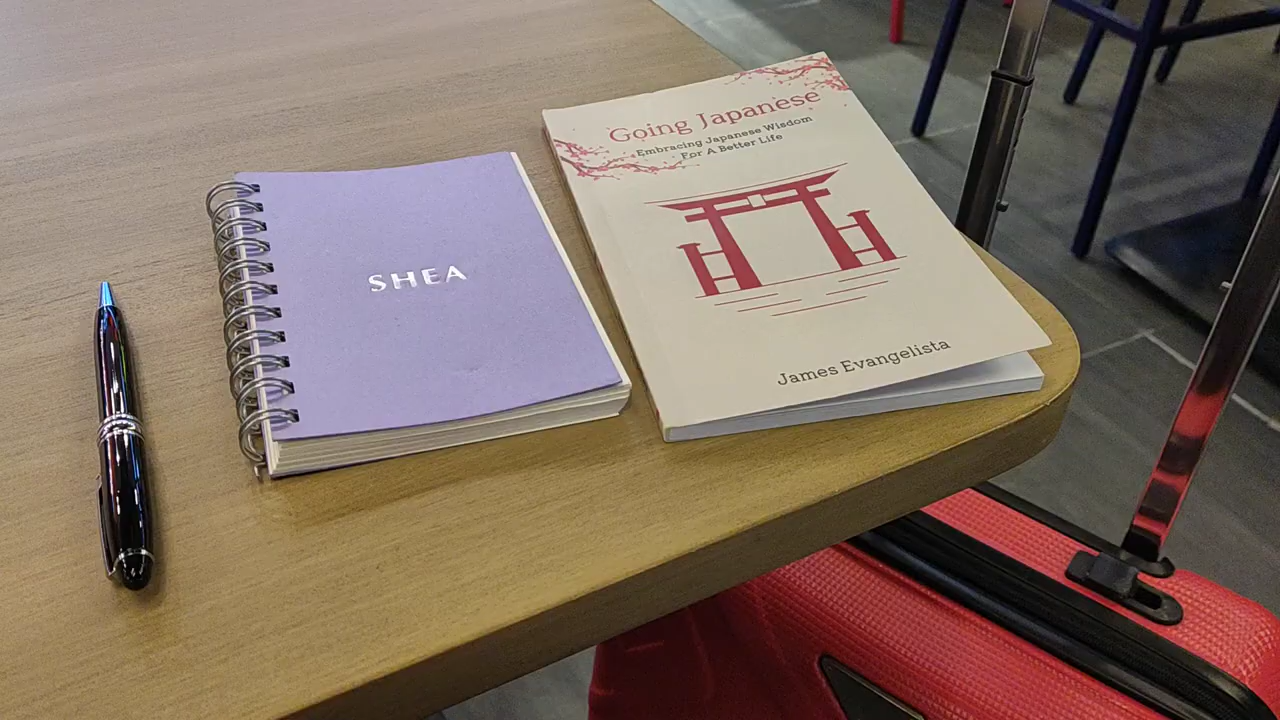 SHEA
Going Japanese
Embracing Japanese Wisdom
For A Better Life
James Evangelista